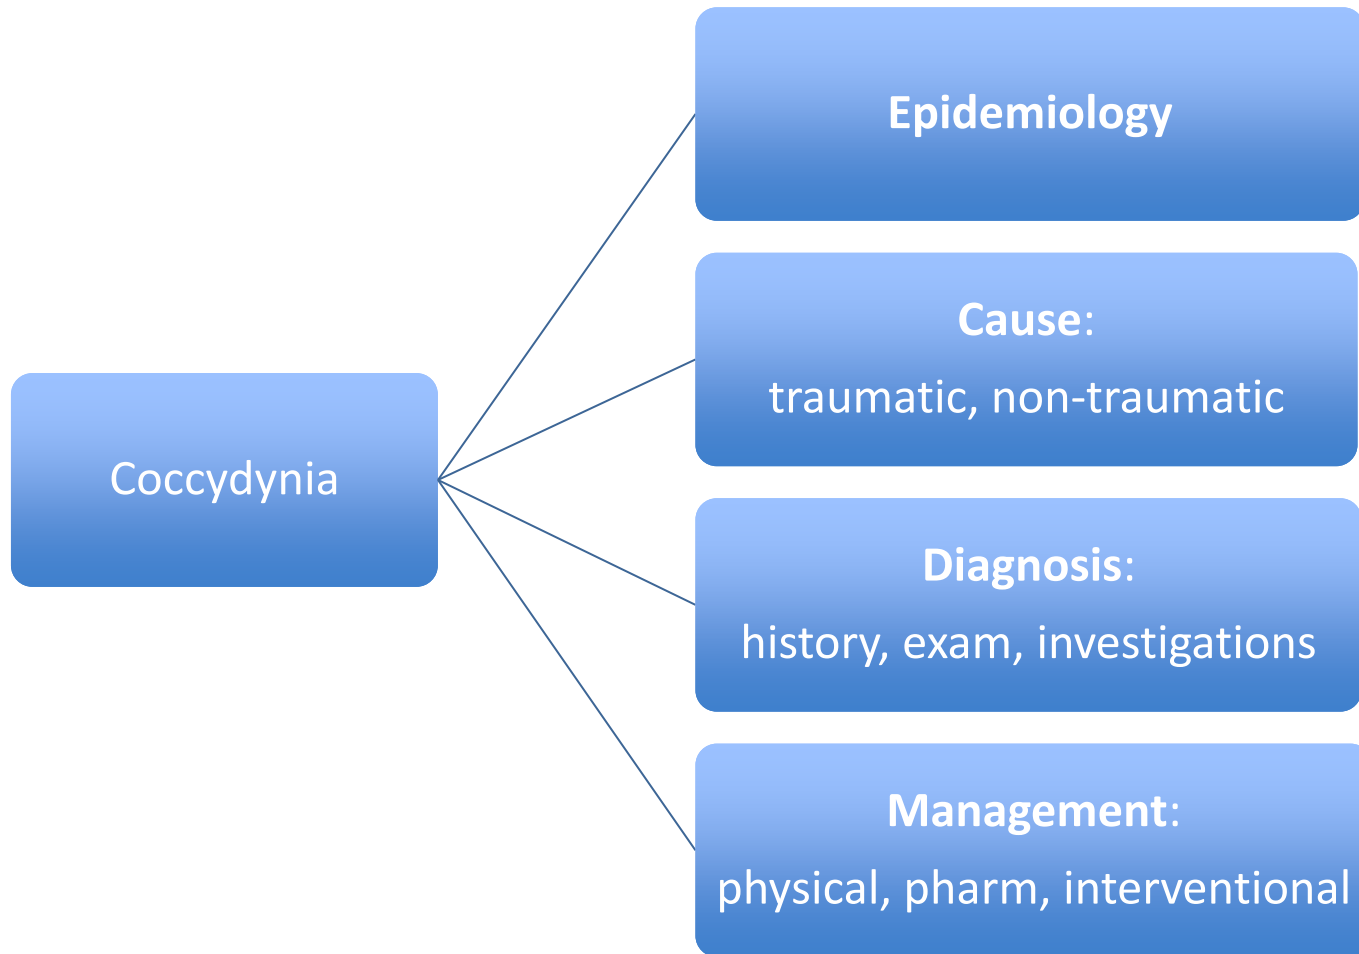 Epidemiology
Cause:
traumatic, non-traumatic
Coccydynia
Diagnosis:
history, exam, investigations
Management:
physical, pharm, interventional